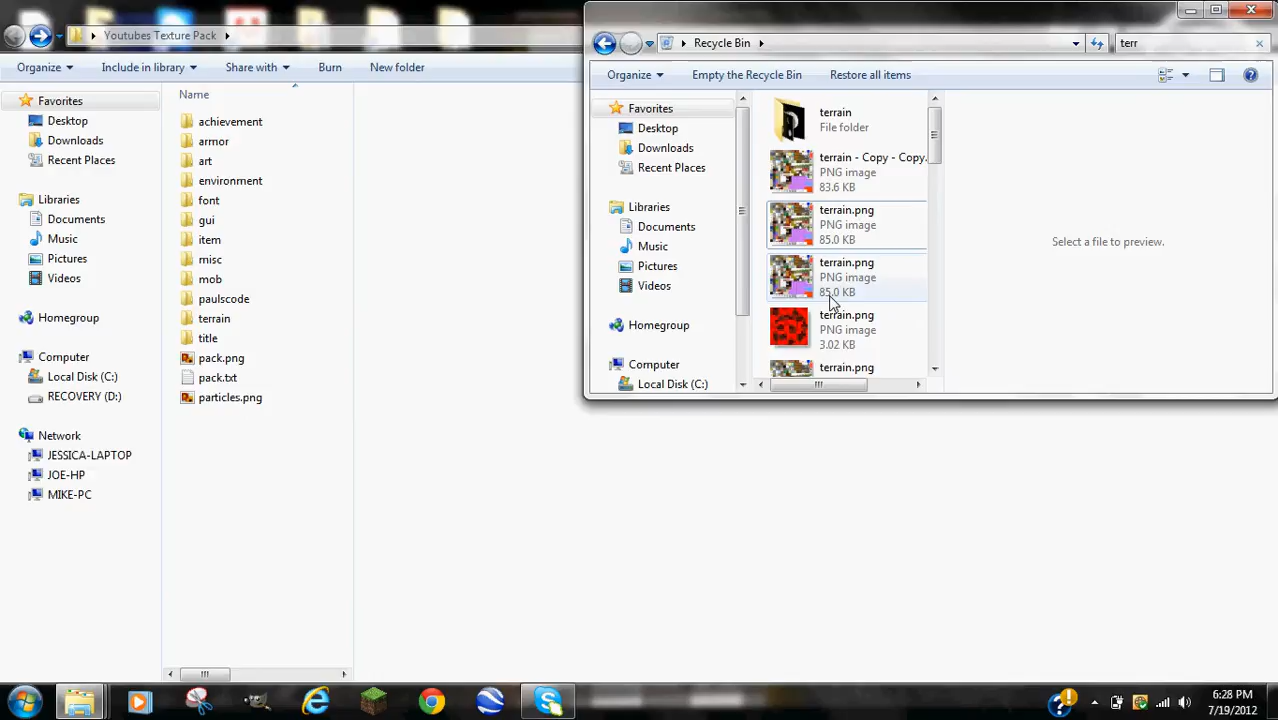 Youtubes Texture Pack
Organize
Include in library
Share with
Burn
New folder
Favorites
Desktop
Downloads
Recent Places
Libraries
Documents
Music
Pictures
Videos
Homegroup
Computer
Local Disk (C:)
RECOVERY (D:)
Network
JESSICA-LAPTOP
JOE-HP
MIKE-PC
Name
achievement
armor
art
environment
font
gui
item
misc
mob
paulscode
terrain
title
pack.png
pack.txt
particles.png
Recycle Bin
terr
Organize
Empty the Recycle Bin
Restore all items
Favorites
Desktop
Downloads
Recent Places
Libraries
Documents
Music
Pictures
Videos
Homegroup
Computer
Local Disk (C:)
terrain
File folder
terrain - Copy - Copy.
PNG image
83.6 KB
terrain.png
PNG image
85.0 KB
terrain.png
PNG image
85.0 KB
terrain.png
PNG image
3.02 KB
terrain.png
Select a file to preview.
6:28 PM
7/19/2012